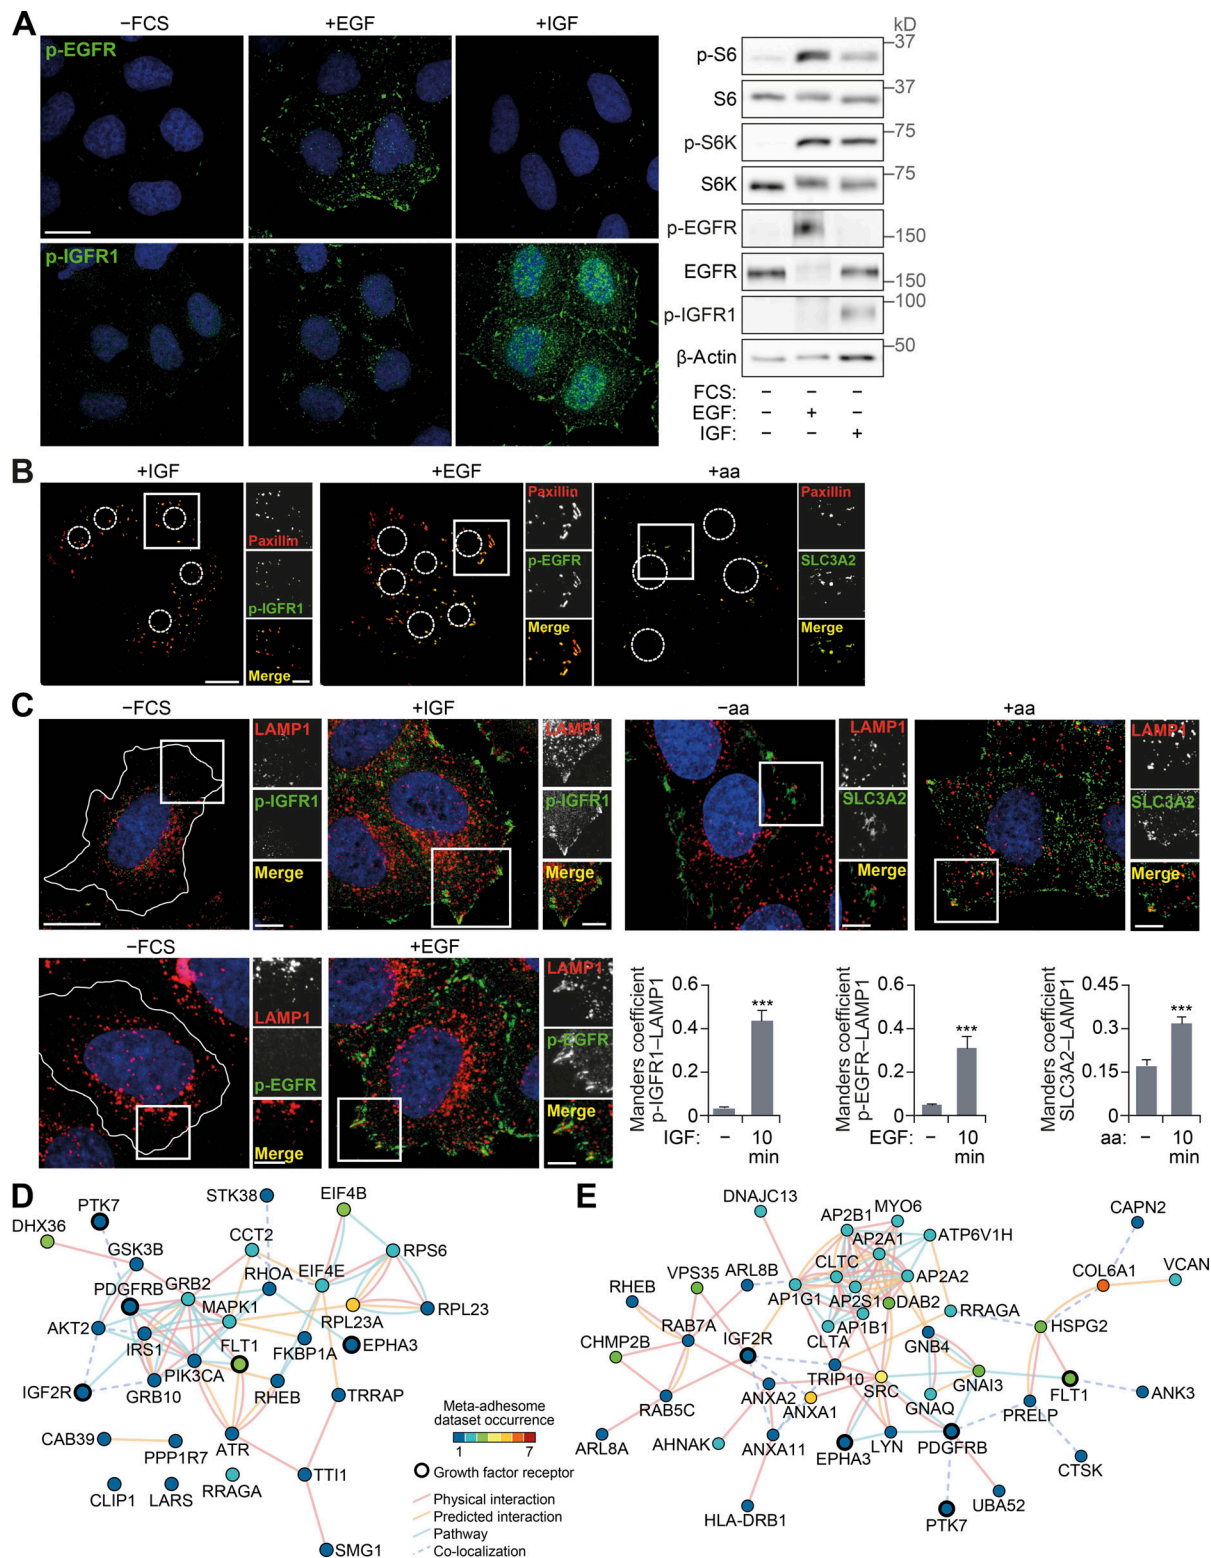 A
−FCS
+EGF
+IGF
p-EGFR
p-IGFR1
kD
p-S6
37
S6
37
p-S6K
75
S6K
75
p-EGFR
150
EGFR
150
p-IGFR1
100
β-Actin
50
FCS: − − −
EGF: − + −
IGF: − − +
B
+IGF
+EGF
+aa
Paxillin
p-IGFR1
Merge
Paxillin
p-EGFR
Merge
Paxillin
SLC3A2
Merge
C
−FCS
+IGF
−aa
+aa
LAMP1
p-IGFR1
Merge
LAMP1
p-IGFR1
Merge
LAMP1
SLC3A2
Merge
LAMP1
SLC3A2
Merge
−FCS
+EGF
LAMP1
p-EGFR
Merge
LAMP1
p-EGFR
Merge
Manders coefficient
p-IGFR1–LAMP1
0.6
0.4
0.2
0
***
IGF: − 10
min
Manders coefficient
p-EGFR–LAMP1
0.6
0.4
0.2
0
***
EGF: − 10
min
Manders coefficient
SLC3A2–LAMP1
0.45
0.3
0.15
0
***
aa: − 10
min
D
STK38
EIF4B
PTK7
DHX36
CCT2
GSK3B
RPS6
RHOA
EIF4E
PDGFRB
GRB2
MAPK1
RPL23
RPL23A
AKT2
FLT1
IRS1
FKBP1A
EPHA3
PIK3CA
IGF2R
GRB10
RHEB
TRRAP
CAB39
PPP1R7
ATR
RRAGA
TTI1
CLIP1
LARS
SMG1
Meta-adhesome
dataset occurrence
1 7
Growth factor receptor
Physical interaction
Predicted interaction
Pathway
Co-localization
E
DNAJC13
AP2B1
MYO6
CAPN2
AP2A1
ATP6V1H
CLTC
VPS35
ARL8B
COL6A1
VCAN
RHEB
AP2A2
AP1G1
AP2S1
DAB2
RRAGA
RAB7A
AP1B1
HSPG2
CHMP2B
IGF2R
CLTA
GNB4
TRIP10
SRC
GNAI3
FLT1
ANK3
RAB5C
ANXA2
ANXA1
GNAQ
PRELP
ARL8A
AHNAK
ANXA11
EPHA3
LYN
PDGFRB
CTSK
HLA-DRB1
UBA52
PTK7